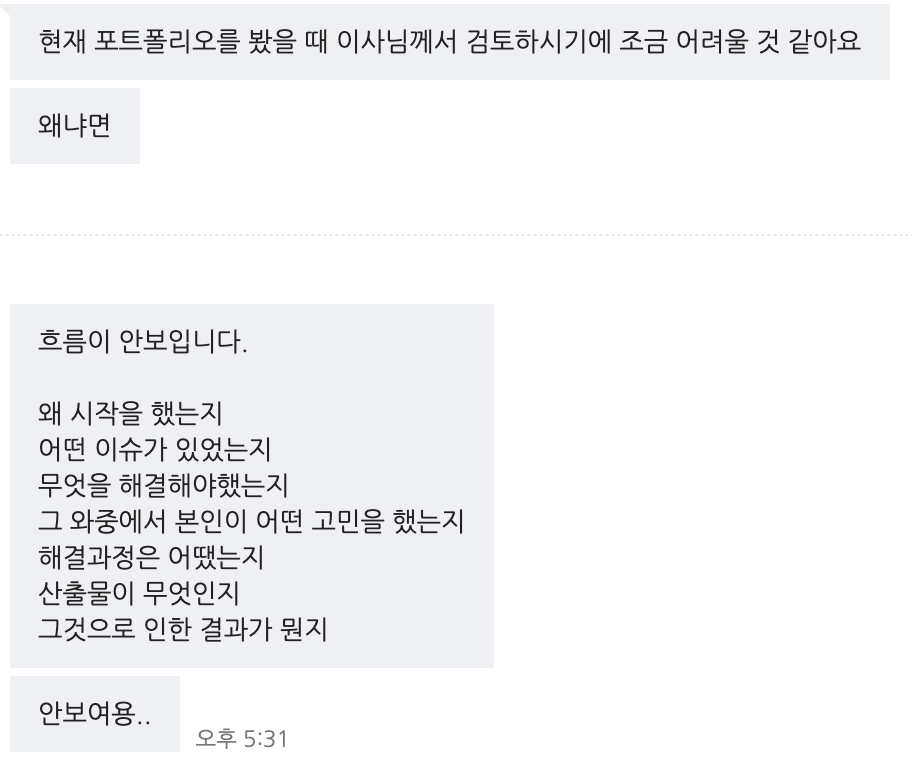 현재 포트폴리오를 봤을 때 이사님께서 검토하시기에 조금 어려울 것 같아요
왜냐면
흐름이 안보입니다.
왜 시작을 했는지
어떤 이슈가 있었는지
무엇을 해결해야했는지
그 와중에서 본인이 어떤 고민을 했는지
해결과정은 어땠는지
산출물이 무엇인지
그것으로 인한 결과가 뭔지
안보여용..
오후 5:31